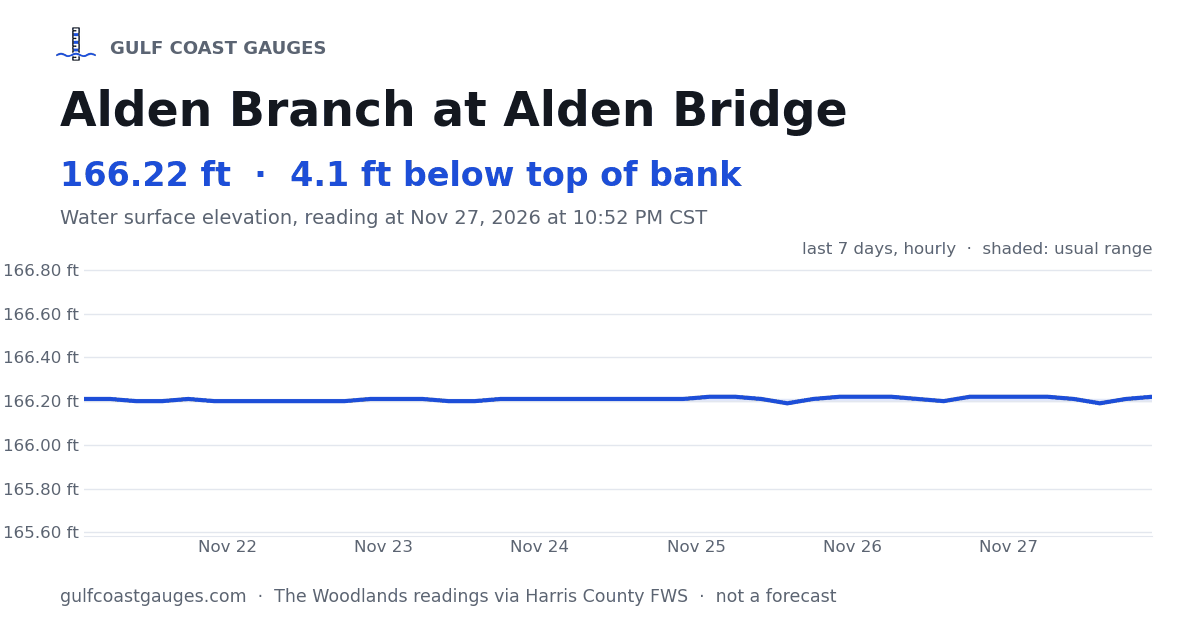 GULF COAST GAUGES
Alden Branch at Alden Bridge
166.22 ft · 4.1 ft below top of bank
Water surface elevation, reading at Nov 27, 2026 at 10:52 PM CST
last 7 days, hourly · shaded: usual range
166.80 ft
166.60 ft
166.40 ft
166.20 ft
166.00 ft
165.80 ft
165.60 ft
Nov 22 Nov 23 Nov 24 Nov 25 Nov 26 Nov 27
gulfcoastgauges.com · The Woodlands readings via Harris County FWS · not a forecast